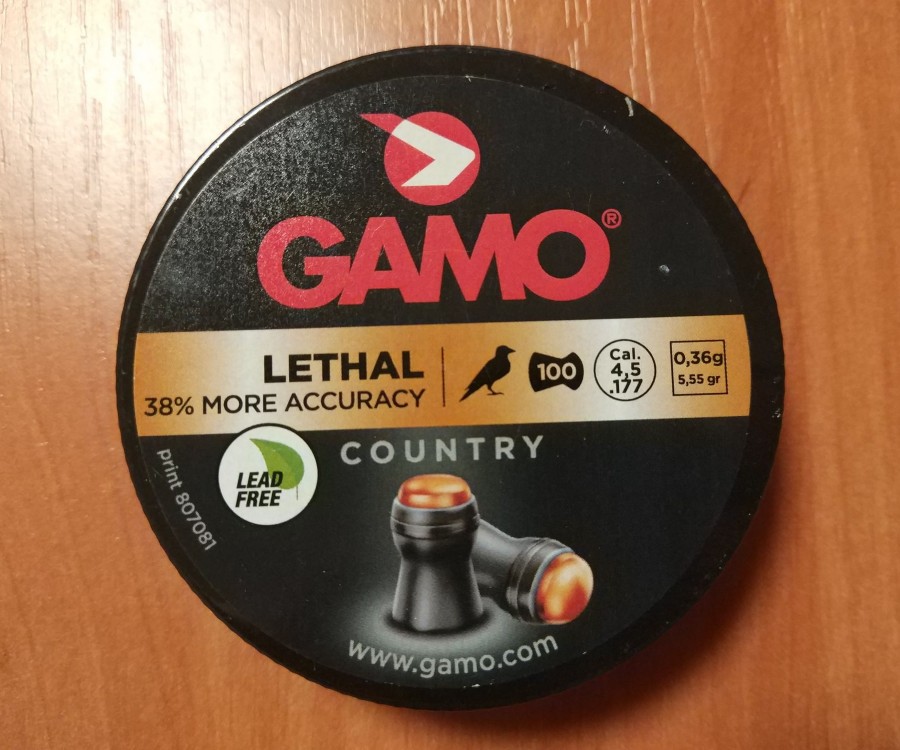 GAMO®
LETHAL
38% MORE ACCURACY
100
Cal.
4,5
.177
0,36g
5,55 gr
COUNTRY
LEAD
FREE
print 807081
www.gamo.com